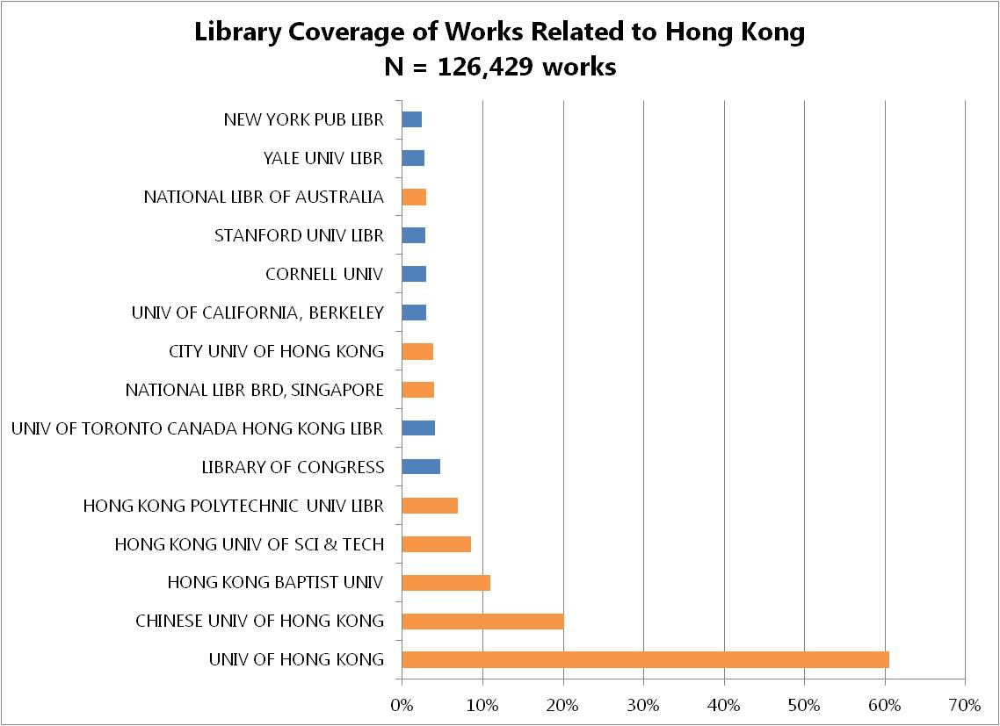 Library Coverage of Works Related to Hong Kong
N = 126,429 works
NEW YORK PUB LIBR
YALE UNIV LIBR
NATIONAL LIBR OF AUSTRALIA
STANFORD UNIV LIBR
CORNELL UNIV
UNIV OF CALIFORNIA, BERKELEY
CITY UNIV OF HONG KONG
NATIONAL LIBR BRD, SINGAPORE
UNIV OF TORONTO CANADA HONG KONG LIBR
LIBRARY OF CONGRESS
HONG KONG POLYTECHNIC UNIV LIBR
HONG KONG UNIV OF SCI & TECH
HONG KONG BAPTIST UNIV
CHINESE UNIV OF HONG KONG
UNIV OF HONG KONG
0% 10% 20% 30% 40% 50% 60% 70%